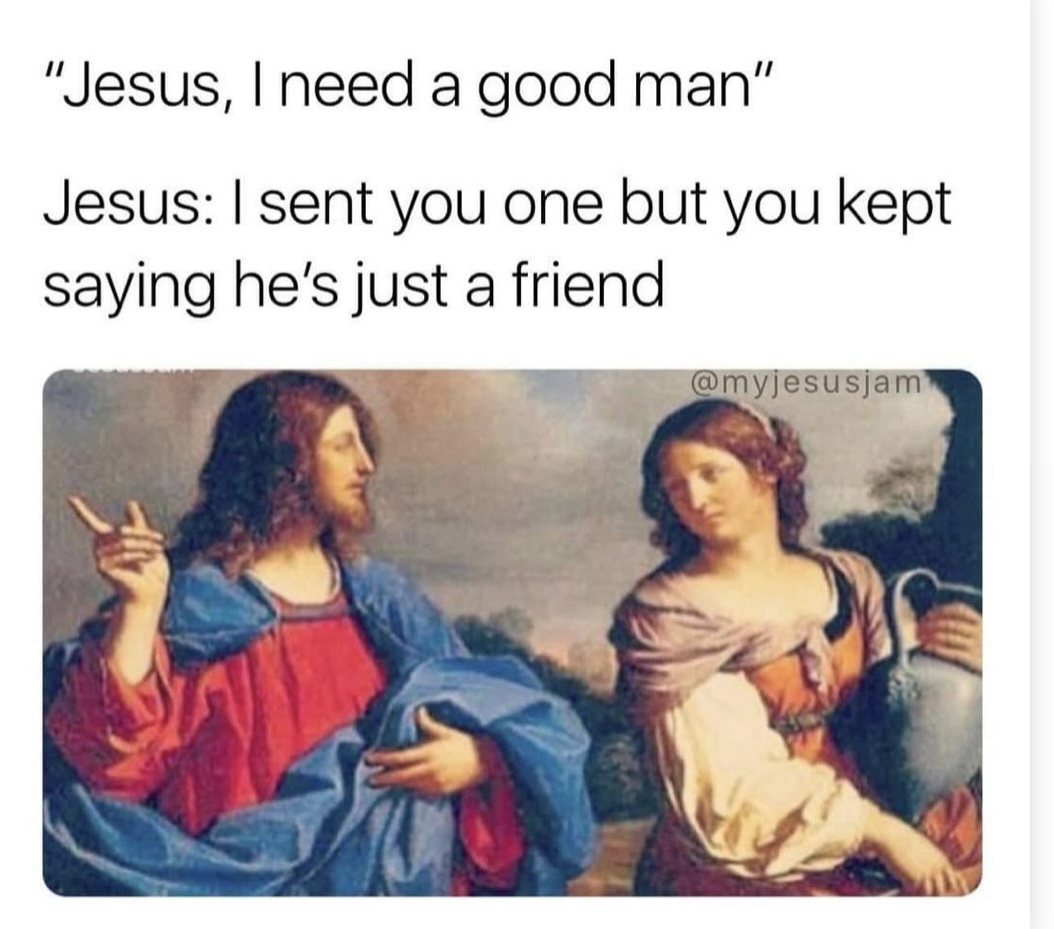 "Jesus, I need a good man"
Jesus: I sent you one but you kept
saying he's just a friend
@myjesusjam